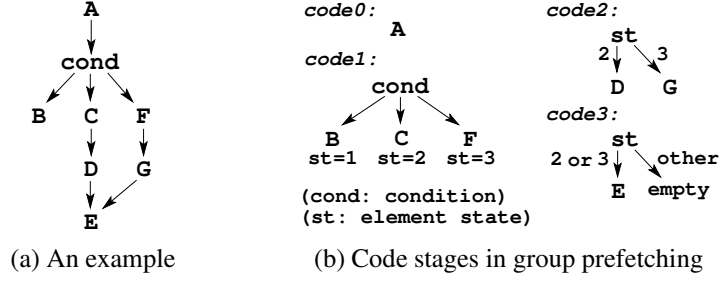 A
cond
B C F
D G
E
(a) An example
code0:
A
code1:
cond
B C F
st=1 st=2 st=3
(cond: condition)
(st: element state)
code2:
st
2 3
D G
code3:
st
2 or 3 other
E empty
(b) Code stages in group prefetching